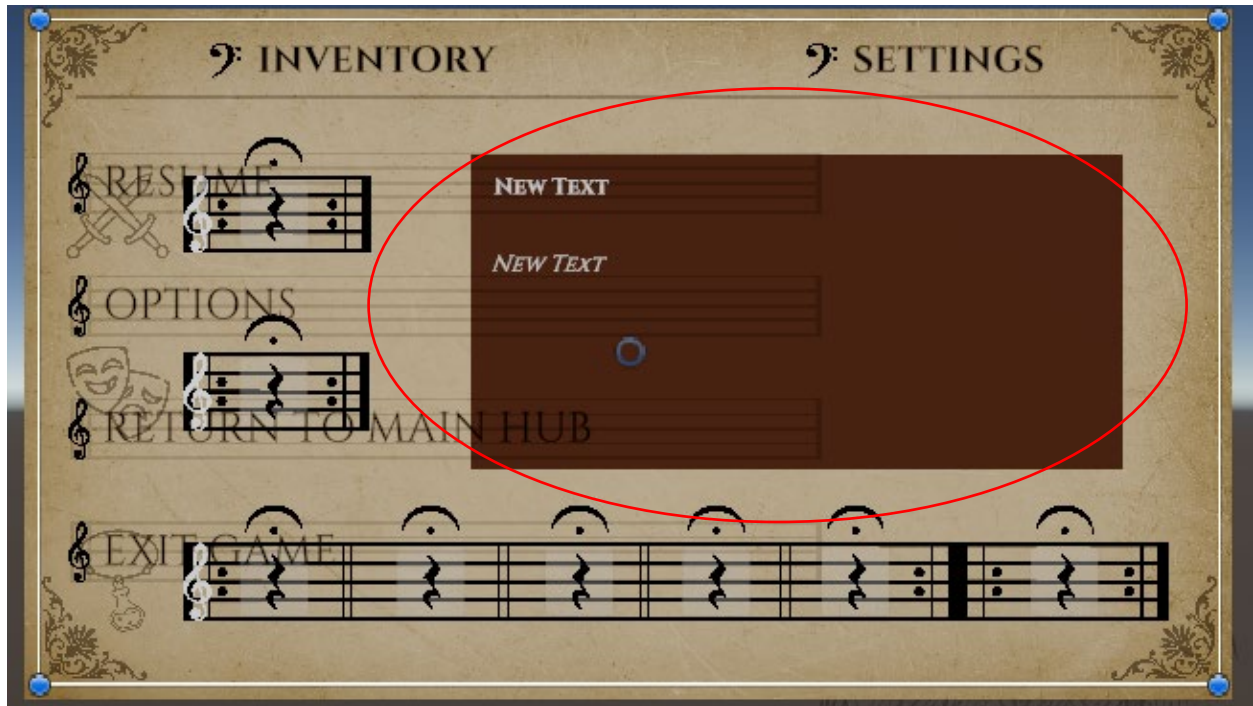 INVENTORY
SETTINGS
RESUME
NEW TEXT
NEW TEXT
OPTIONS
RETURN TO MAIN HUB
EXIT GAME